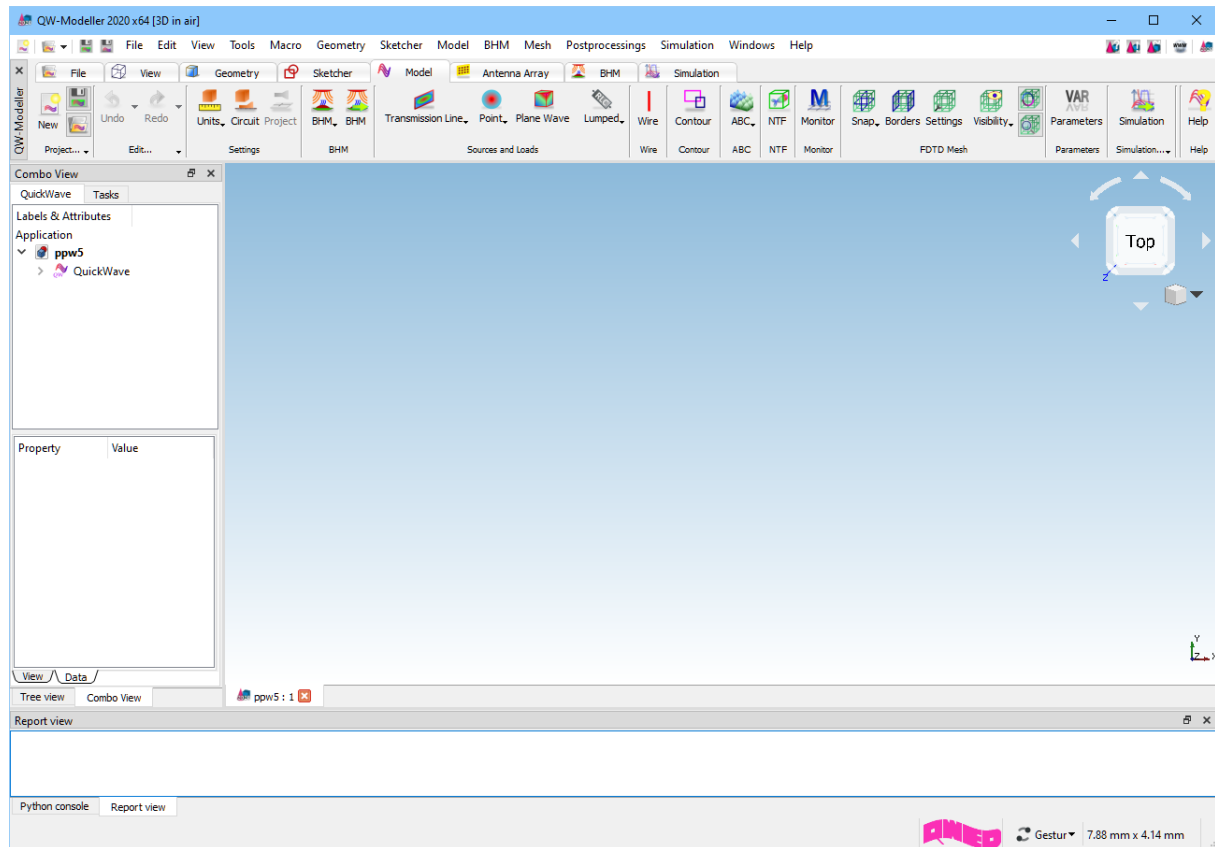 QW-Modeller 2020 x64 [3D in air]
File Edit View Tools Macro Geometry Sketcher Model BHM Mesh Postprocessings Simulation Windows Help
File View Geometry Sketcher Model Antenna Array BHM Simulation
QW-Modeller
New Undo Redo Units Circuit Project BHM BHM Transmission Line Point Plane Wave Lumped Wire Contour ABC NTF Monitor Snap Borders Settings Visibility VAR Parameters Simulation Help
Project... Edit... Settings BHM Sources and Loads Wire Contour ABC NTF Monitor FDTD Mesh Parameters Simulation... Help
Combo View
QuickWave Tasks
Labels & Attributes
Application
ppw5
QuickWave
Property Value
View Data
Tree view Combo View
ppw5 : 1
Top
Z
Y
Z X
Report view
Python console Report view
QWED
Gestur 7.88 mm x 4.14 mm